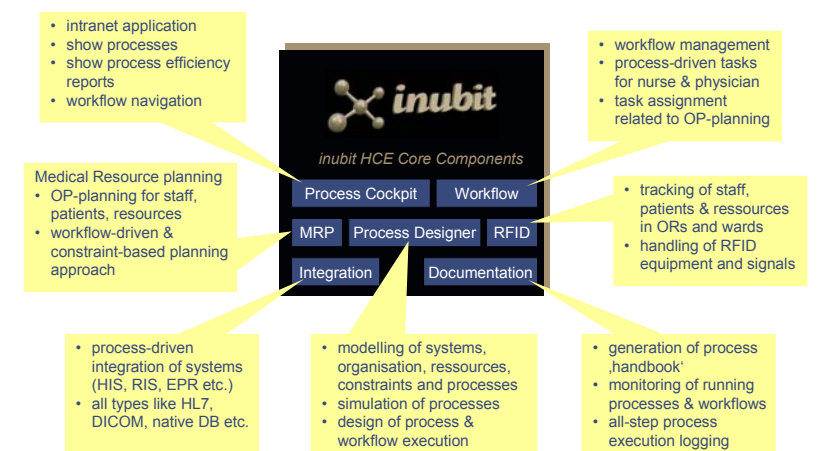 • intranet application
• show processes
• show process efficiency
reports
• workflow navigation
• workflow management
• process-driven tasks
for nurse & physician
• task assignment
related to OP-planning
inubit
inubit HCE Core Components
Process Cockpit
Workflow
MRP
Process Designer
RFID
Integration
Documentation
Medical Resource planning
• OP-planning for staff,
patients, resources
• workflow-driven &
constraint-based planning
approach
• tracking of staff,
patients & ressources
in ORs and wards
• handling of RFID
equipment and signals
• process-driven
integration of systems
(HIS, RIS, EPR etc.)
• all types like HL7,
DICOM, native DB etc.
• modelling of systems,
organisation, ressources,
constraints and processes
• simulation of processes
• design of process &
workflow execution
• generation of process
‚handbook‘
• monitoring of running
processes & workflows
• all-step process
execution logging